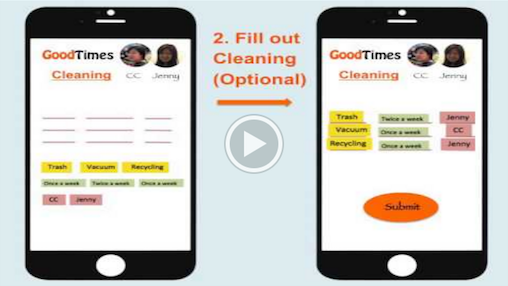 GoodTimes
Cleaning CC Jenny
Trash Vacuum Recycling
Once a week Twice a week Once a week
CC Jenny
2. Fill out
Cleaning
(Optional)
GoodTimes
Cleaning CC Jenny
Trash Twice a week Jenny
Vacuum Once a week CC
Recycling Once a week Jenny
Submit